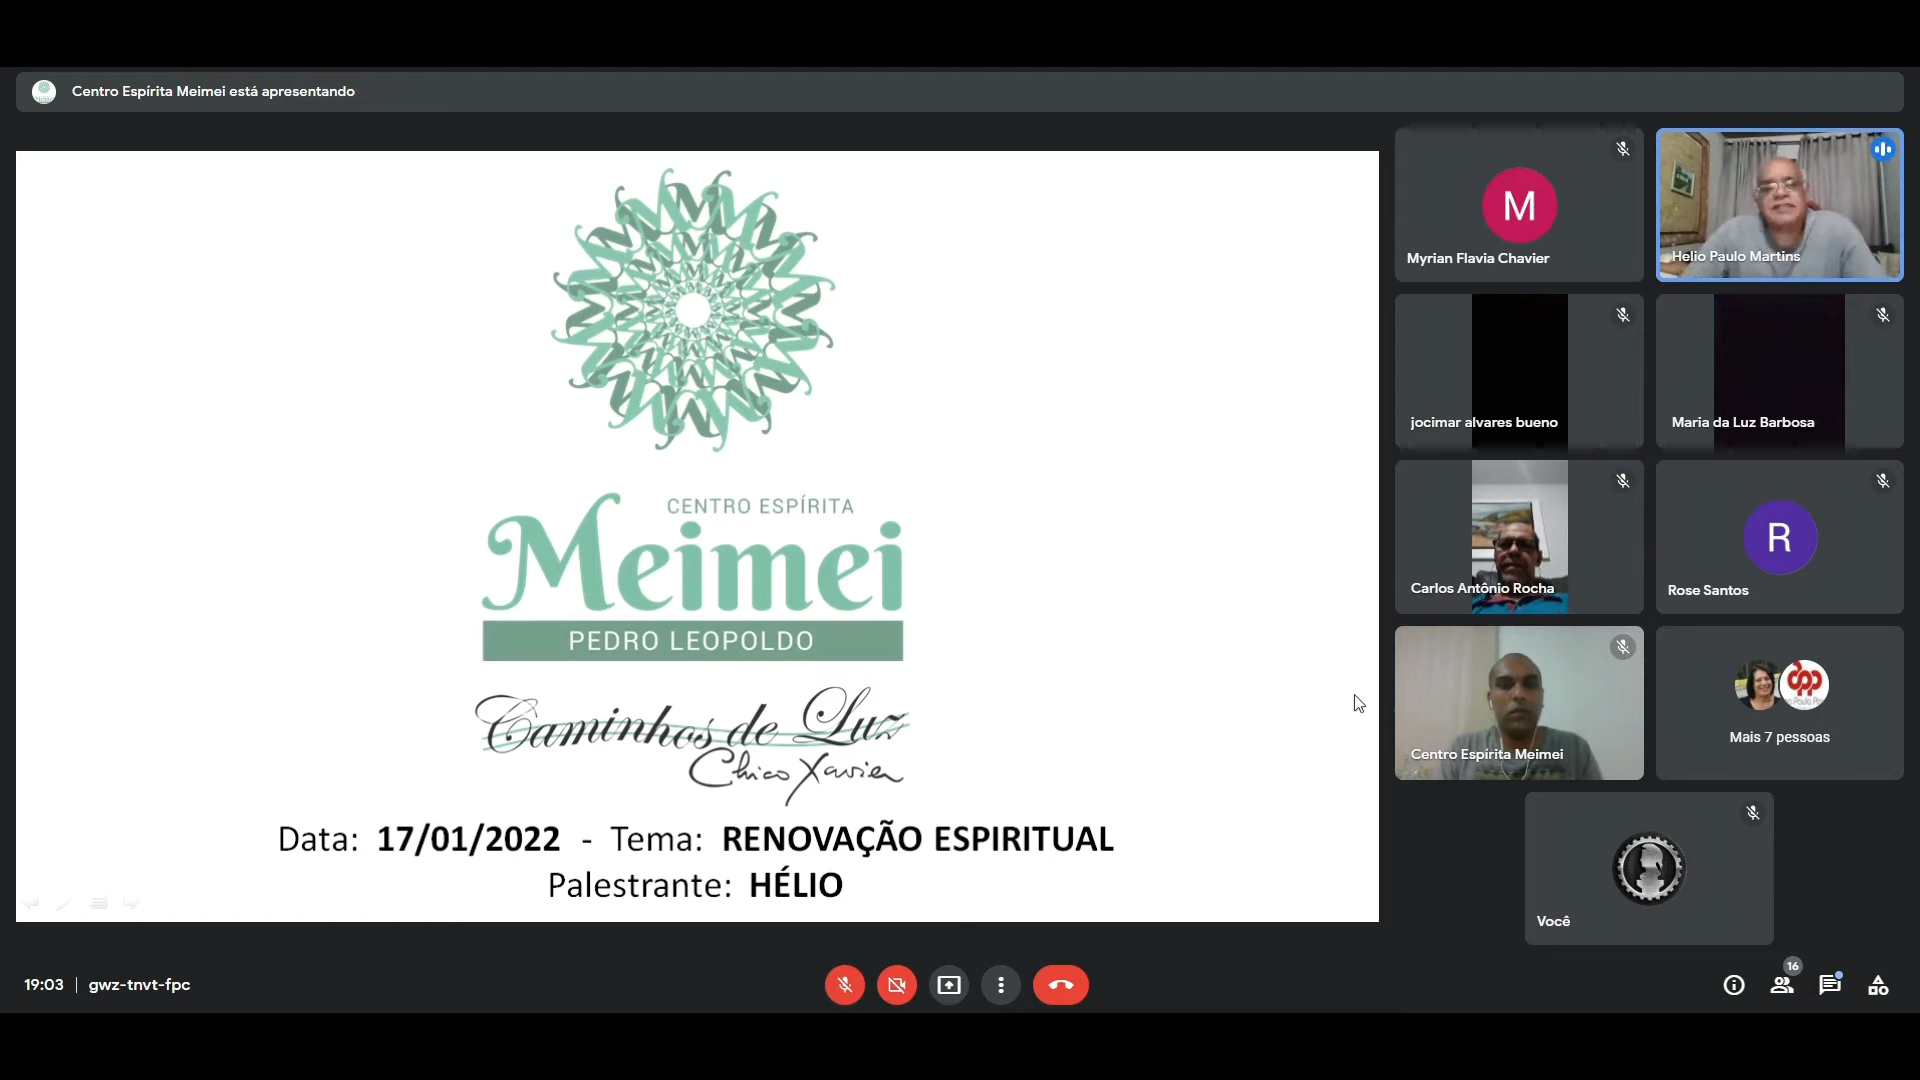 Centro Espírita Meimei está apresentando
CENTRO ESPÍRITA
Meimei
PEDRO LEOPOLDO
Caminhos de Luz
Chico Xavier
Data: 17/01/2022 - Tema: RENOVAÇÃO ESPIRITUAL
Palestrante: HÉLIO
M
Myrian Flavia Chavier
Helio Paulo Martins
jocimar alvares bueno
Maria da Luz Barbosa
Carlos Antônio Rocha
R
Rose Santos
Centro Espírita Meimei
Mais 7 pessoas
Você
19:03 | gwz-tnvt-fpc
16